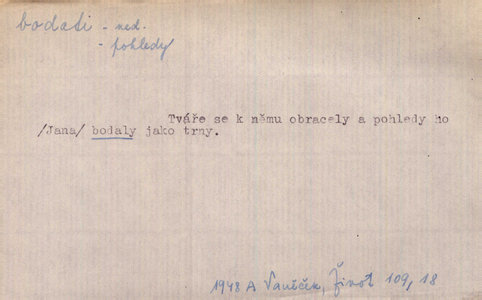 bodati - ned.
- pohledy
Tváře se k němu obracely a pohledy ho
/Jana/ bodaly jako trny.
1948 A Vaněček, Život 109, 18